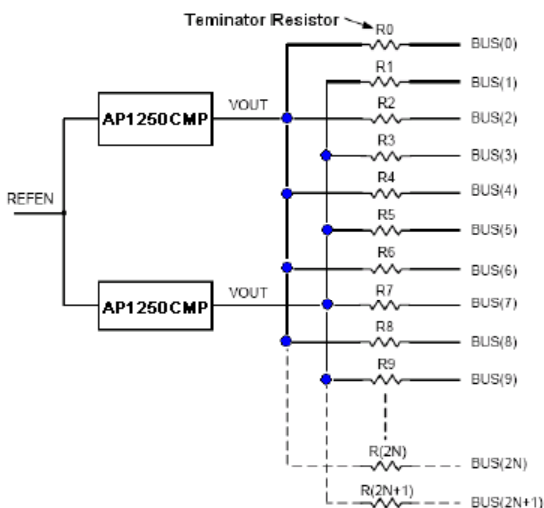 Teminator Resistor
R0
BUS(0)
R1
BUS(1)
AP1250CMP
VOUT
R2
BUS(2)
R3
BUS(3)
REFEN
R4
BUS(4)
R5
BUS(5)
R6
BUS(6)
AP1250CMP
VOUT
R7
BUS(7)
R8
BUS(8)
R9
BUS(9)
R(2N)
BUS(2N)
R(2N+1)
BUS(2N+1)